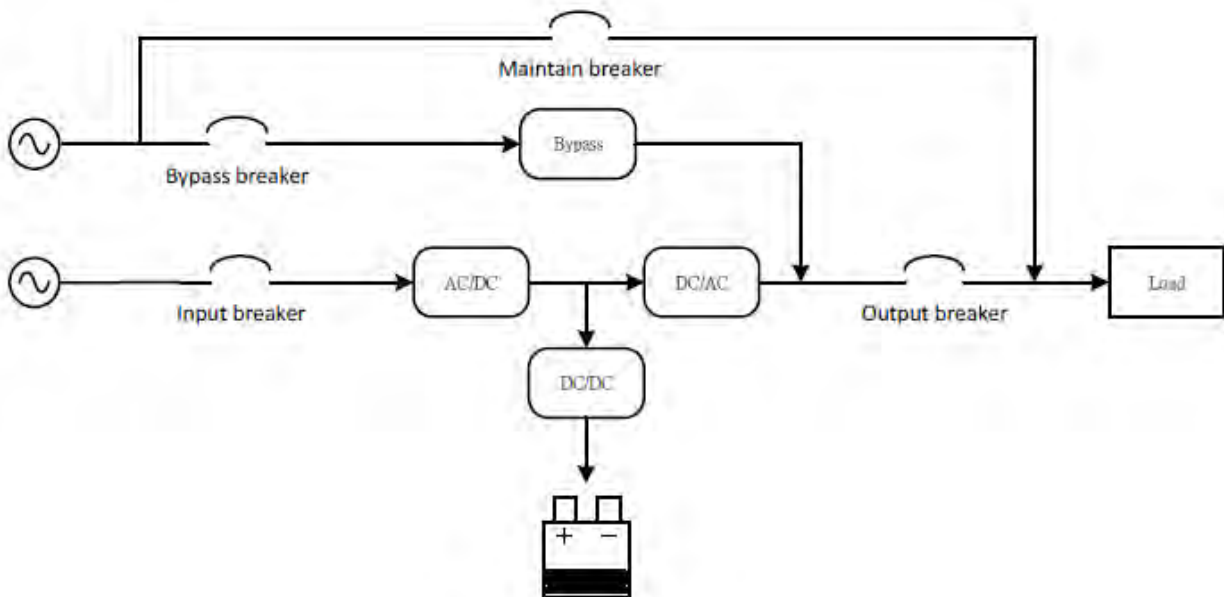 Maintain breaker
Bypass
Bypass breaker
AC/DC
DC/AC
Load
Input breaker
Output breaker
DC/DC
+ −